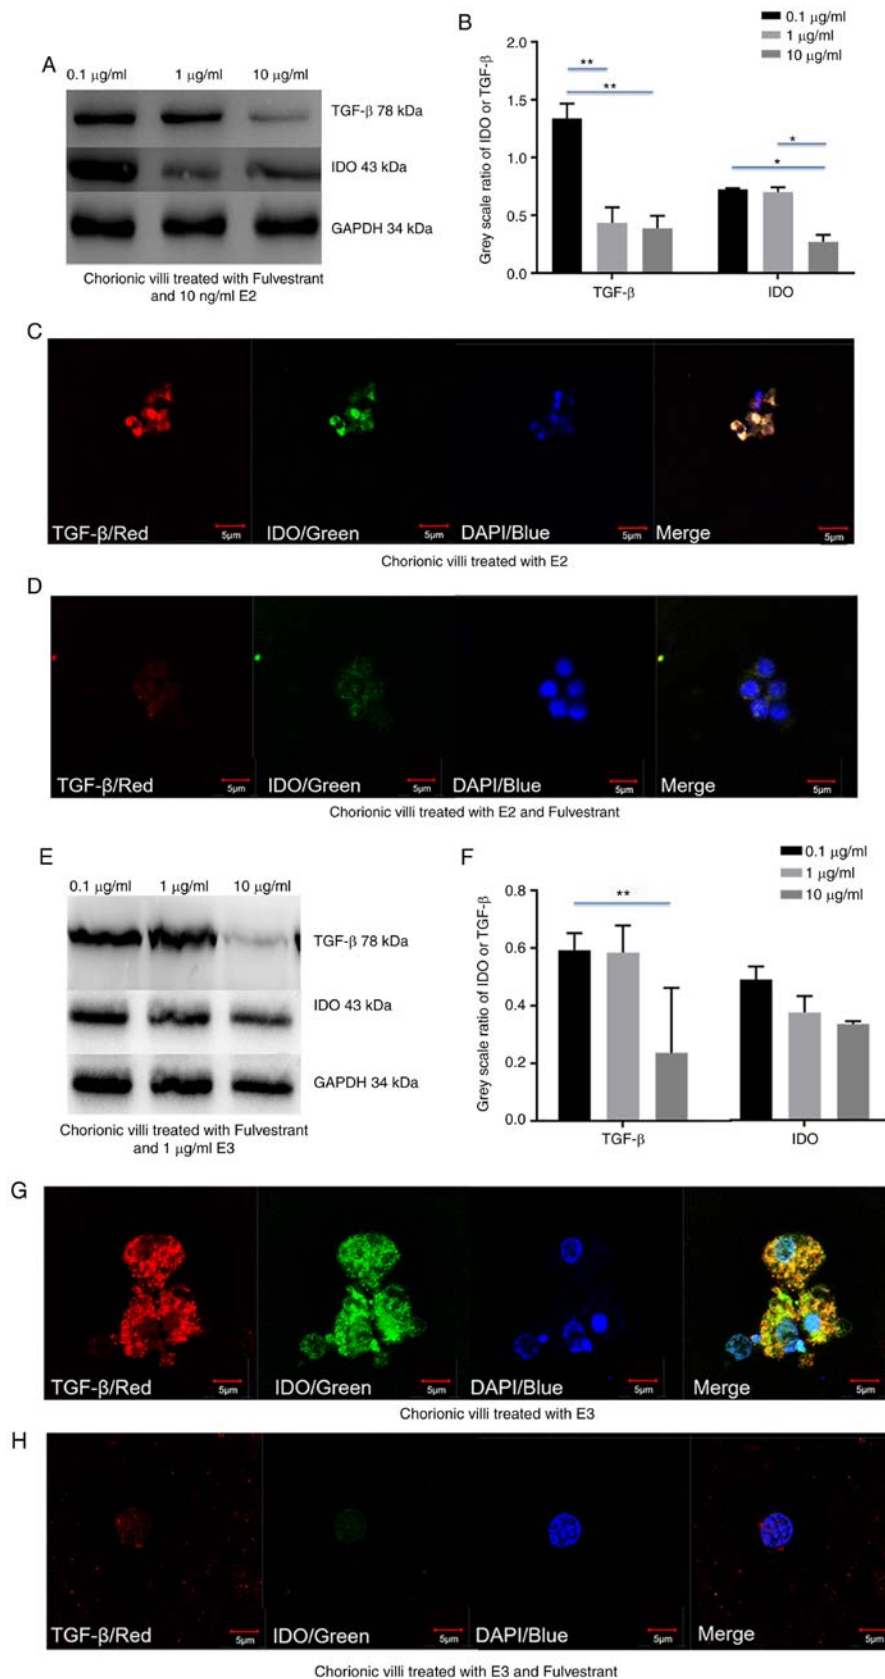 A
0.1 μg/ml 1 μg/ml 10 μg/ml
TGF-β 78 kDa
IDO 43 kDa
GAPDH 34 kDa
Chorionic villi treated with Fulvestrant
and 10 ng/ml E2
B
0.1 μg/ml
1 μg/ml
10 μg/ml
Grey scale ratio of IDO or TGF-β
2.0
1.5
1.0
0.5
0.0
**
**
*
*
TGF-β IDO
C
TGF-β/Red IDO/Green DAPI/Blue Merge
5μm 5μm 5μm 5μm
Chorionic villi treated with E2
D
TGF-β/Red IDO/Green DAPI/Blue Merge
5μm 5μm 5μm 5μm
Chorionic villi treated with E2 and Fulvestrant
E
0.1 μg/ml 1 μg/ml 10 μg/ml
TGF-β 78 kDa
IDO 43 kDa
GAPDH 34 kDa
Chorionic villi treated with Fulvestrant
and 1 μg/ml E3
F
0.1 μg/ml
1 μg/ml
10 μg/ml
Grey scale ratio of IDO or TGF-β
0.8
0.6
0.4
0.2
0.0
**
TGF-β IDO
G
TGF-β/Red IDO/Green DAPI/Blue Merge
5μm 5μm 5μm 5μm
Chorionic villi treated with E3
H
TGF-β/Red IDO/Green DAPI/Blue Merge
5μm 5μm 5μm 5μm
Chorionic villi treated with E3 and Fulvestrant